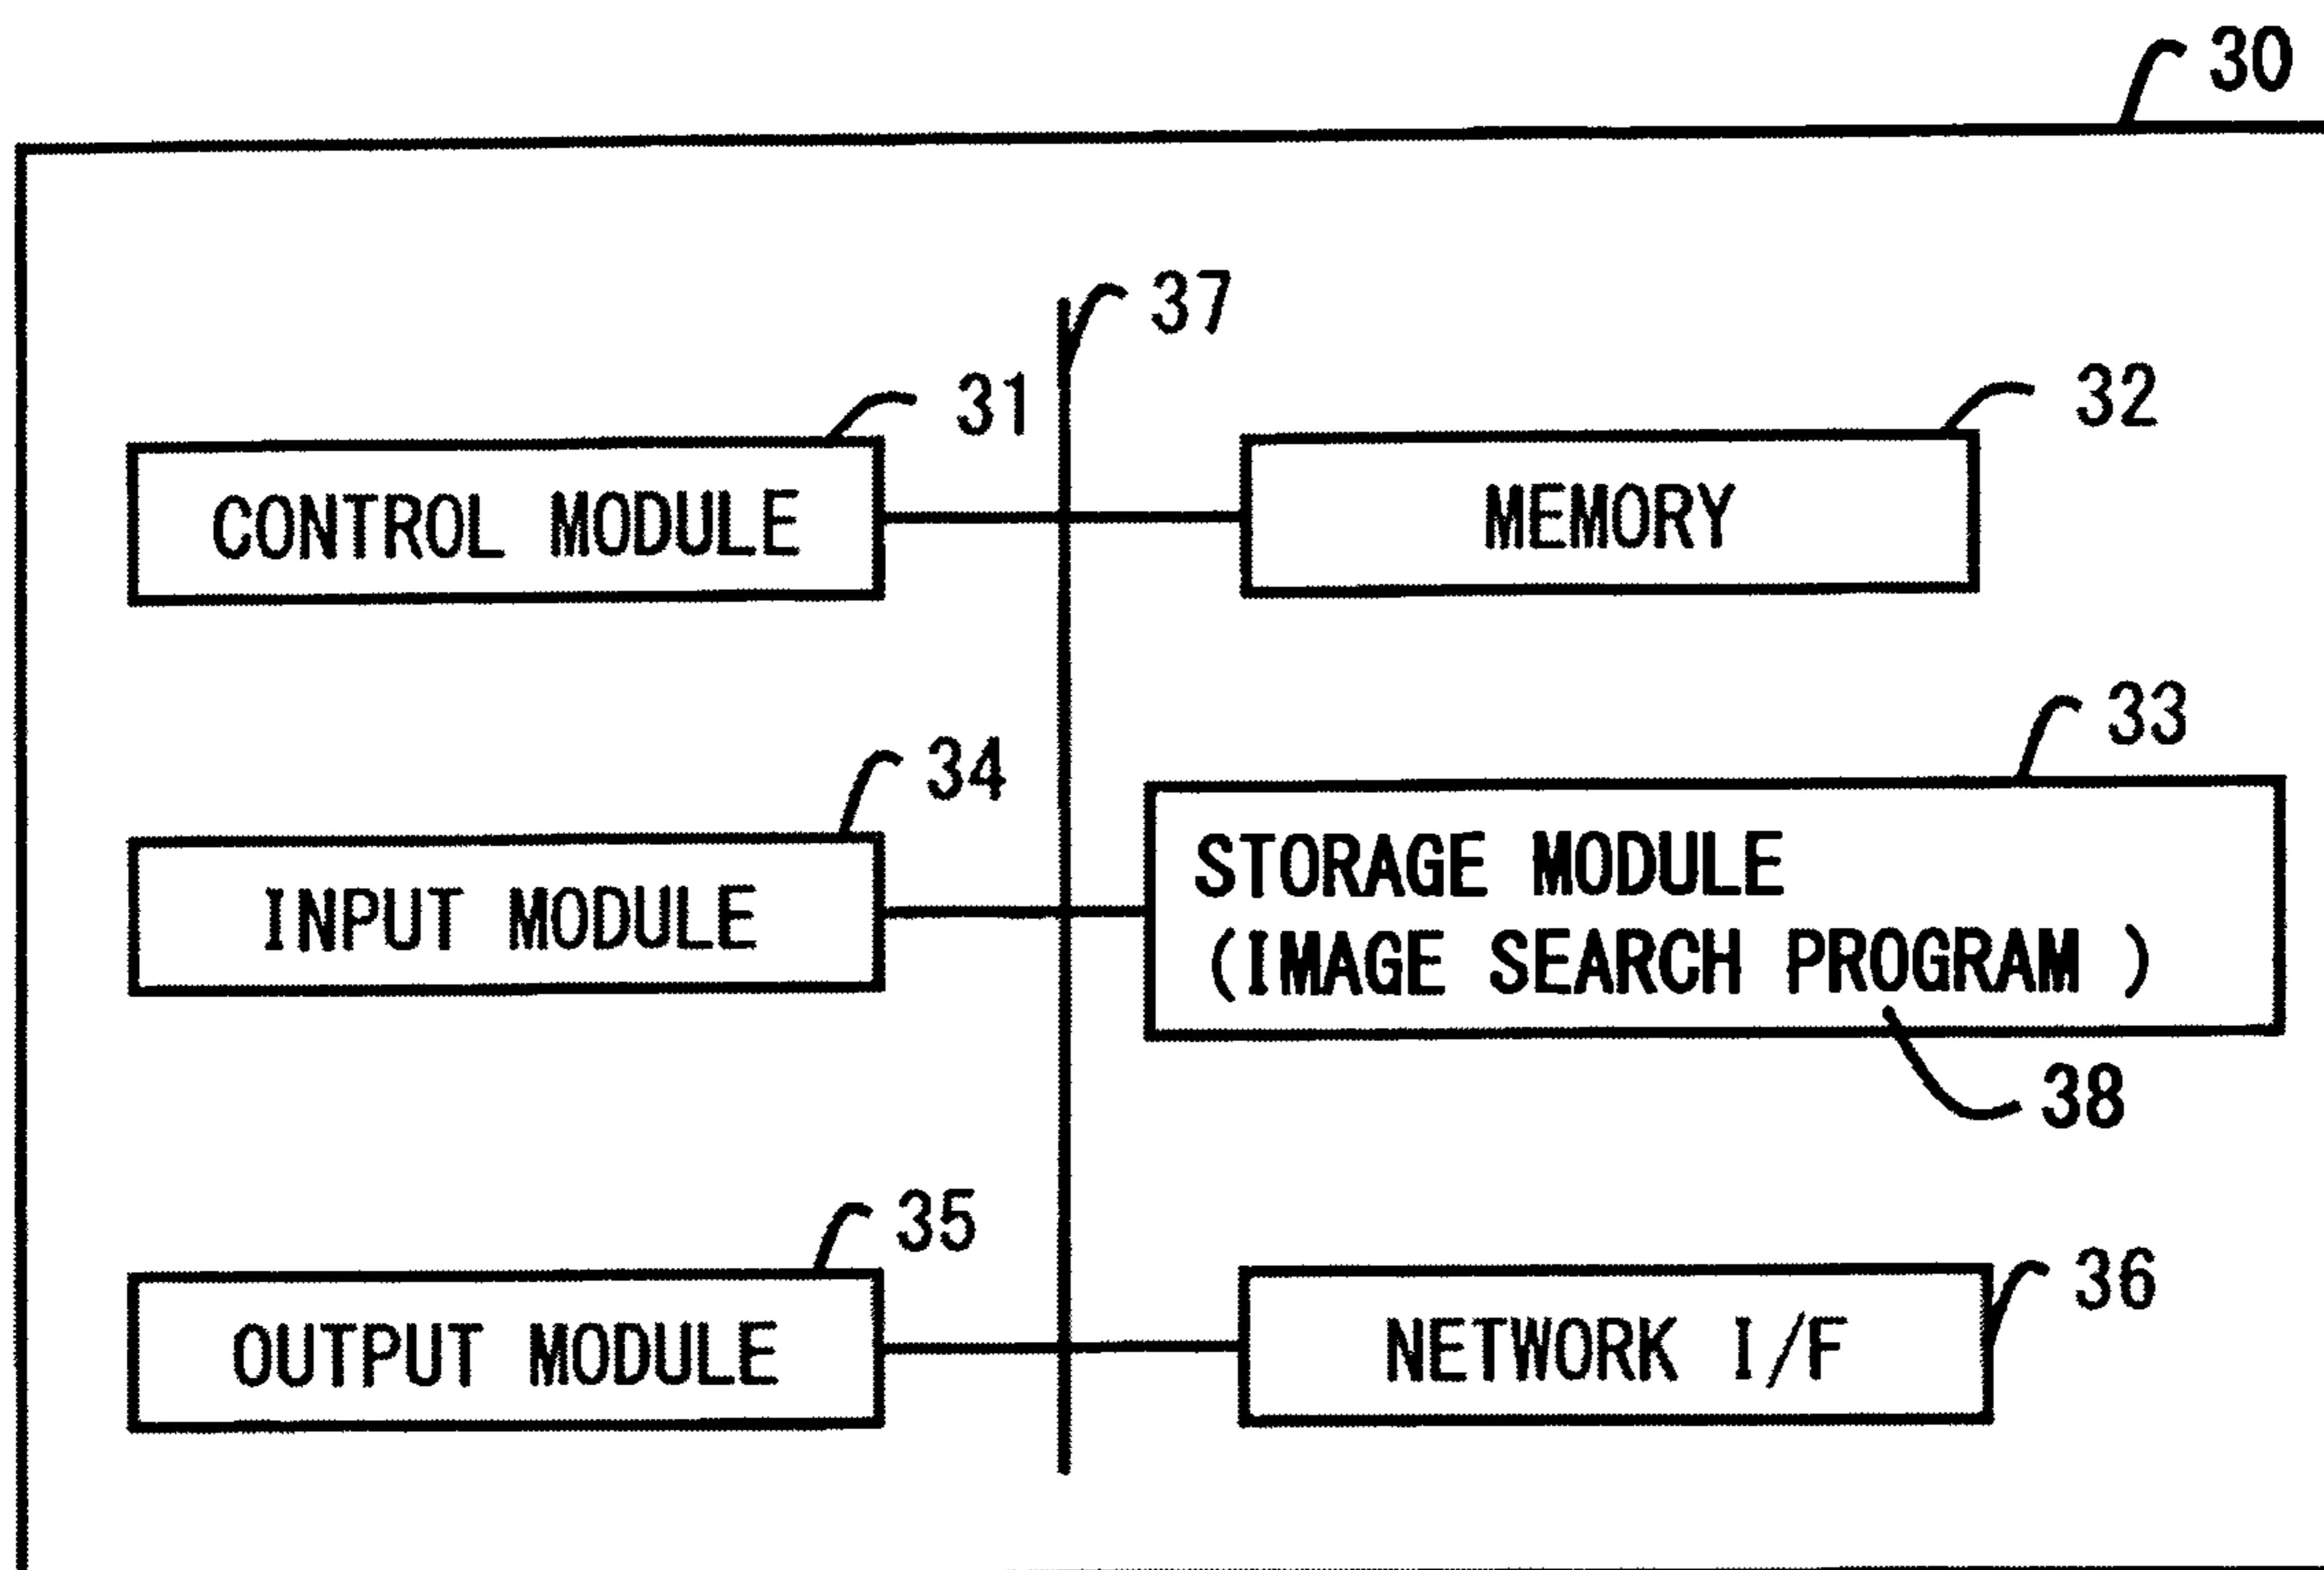 30
37
31
32
CONTROL MODULE
MEMORY
34
33
INPUT MODULE
STORAGE MODULE
(IMAGE SEARCH PROGRAM )
38
35
36
OUTPUT MODULE
NETWORK I/F